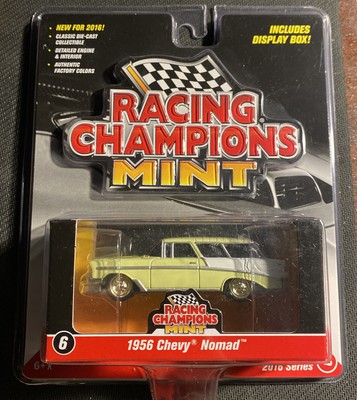 • NEW FOR 2016!
• CLASSIC DIE-CAST
COLLECTIBLE
• DETAILED ENGINE
& INTERIOR
• AUTHENTIC
FACTORY COLORS
INCLUDES
DISPLAY BOX!
RACING
CHAMPIONS
MINT
RACING
CHAMPIONS
MINT
6
1956 Chevy® Nomad™
2016 Series